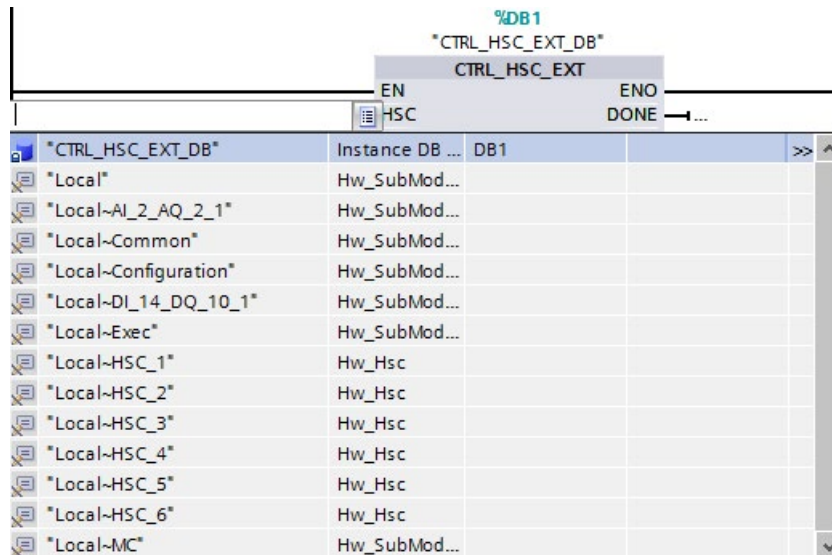 %DB1
"CTRL_HSC_EXT_DB"
CTRL_HSC_EXT
EN ENO
HSC DONE ...
"CTRL_HSC_EXT_DB" Instance DB ... DB1 >>
"Local" Hw_SubMod...
"Local~AI_2_AQ_2_1" Hw_SubMod...
"Local~Common" Hw_SubMod...
"Local~Configuration" Hw_SubMod...
"Local~DI_14_DQ_10_1" Hw_SubMod...
"Local~Exec" Hw_SubMod...
"Local~HSC_1" Hw_Hsc
"Local~HSC_2" Hw_Hsc
"Local~HSC_3" Hw_Hsc
"Local~HSC_4" Hw_Hsc
"Local~HSC_5" Hw_Hsc
"Local~HSC_6" Hw_Hsc
"Local~MC" Hw_SubMod...